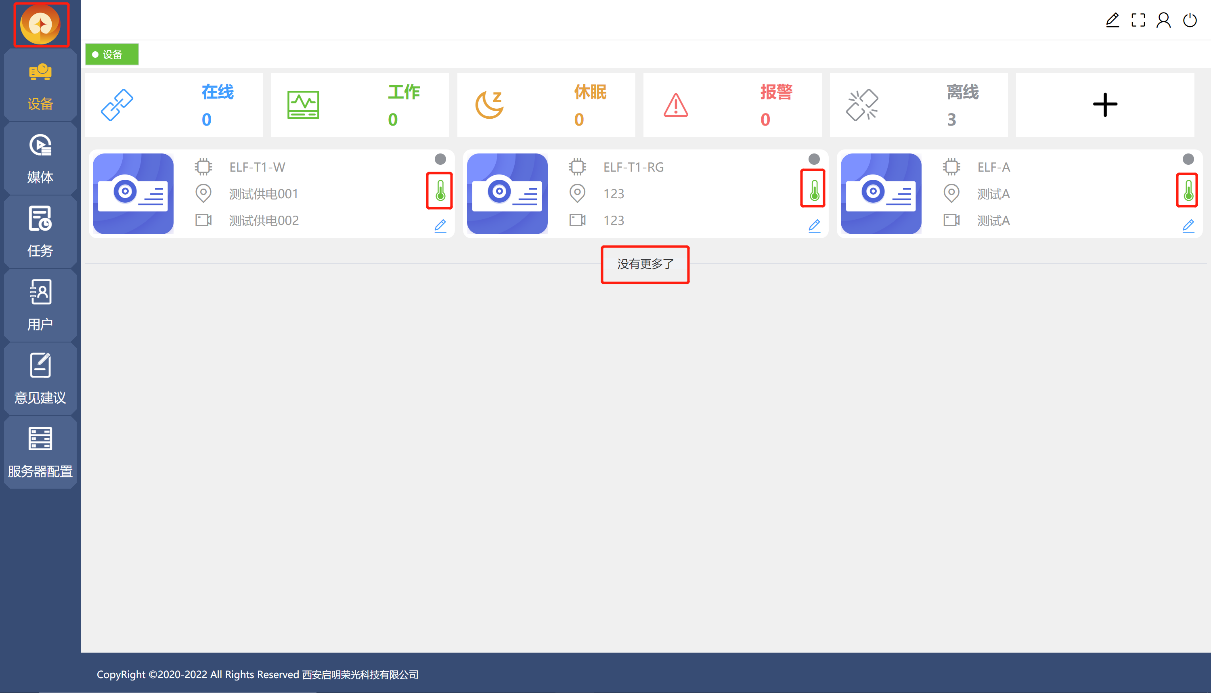 设备
设备
媒体
任务
用户
意见建议
服务器配置
在线
0
工作
0
休眠
0
报警
0
离线
3
ELF-T1-W
测试供电001
测试供电002
ELF-T1-RG
123
123
ELF-A
测试A
测试A
没有更多了
CopyRight ©2020-2022 All Rights Reserved 西安启明荣光科技有限公司